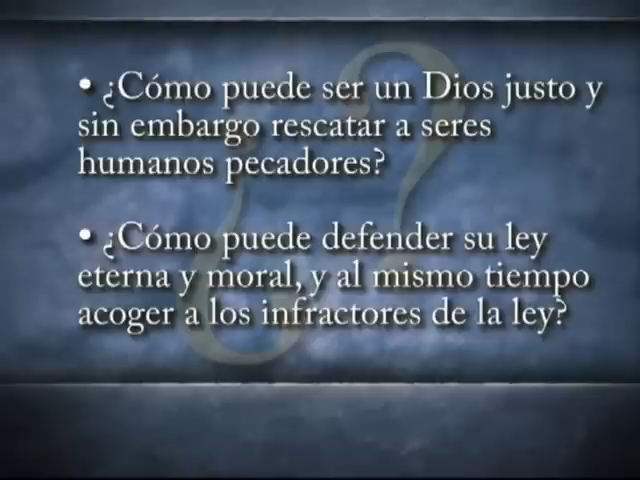 • ¿Cómo puede ser un Dios justo y
sin embargo rescatar a seres
humanos pecadores?
• ¿Cómo puede defender su ley
eterna y moral, y al mismo tiempo
acoger a los infractores de la ley?